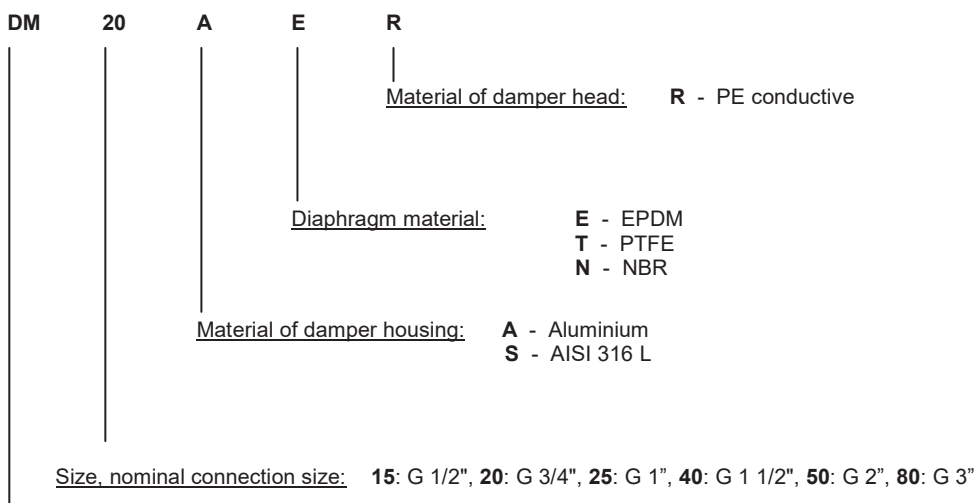 DM 20 A E R
Material of damper head: R - PE conductive
Diaphragm material: E - EPDM
T - PTFE
N - NBR
Material of damper housing: A - Aluminium
S - AISI 316 L
Size, nominal connection size: 15: G 1/2", 20: G 3/4", 25: G 1”, 40: G 1 1/2", 50: G 2”, 80: G 3”